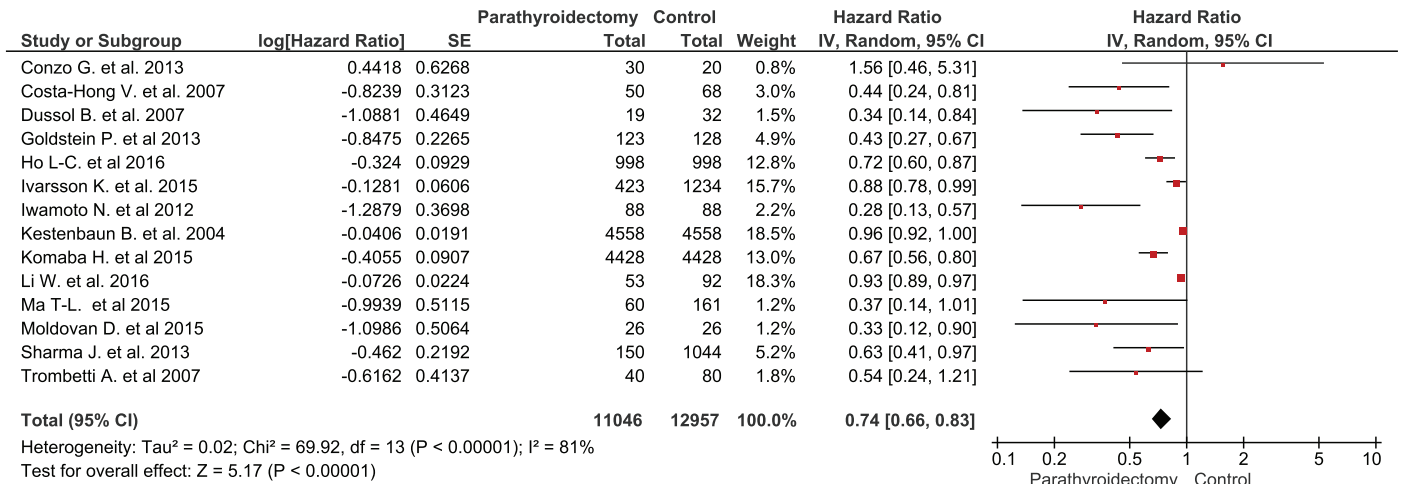 Parathyroidectomy Control Hazard Ratio Hazard Ratio
Study or Subgroup log[Hazard Ratio] SE Total Total Weight IV, Random, 95% CI IV, Random, 95% CI
Conzo G. et al. 2013 0.4418 0.6268 30 20 0.8% 1.56 [0.46, 5.31]
Costa-Hong V. et al. 2007 -0.8239 0.3123 50 68 3.0% 0.44 [0.24, 0.81]
Dussol B. et al. 2007 -1.0881 0.4649 19 32 1.5% 0.34 [0.14, 0.84]
Goldstein P. et al. 2013 -0.8475 0.2265 123 128 4.9% 0.43 [0.27, 0.67]
Ho L-C. et al 2016 -0.324 0.0929 998 998 12.8% 0.72 [0.60, 0.87]
Ivarsson K. et al. 2015 -0.1281 0.0606 423 1234 15.7% 0.88 [0.78, 0.99]
Iwamoto N. et al 2012 -1.2879 0.3698 88 88 2.2% 0.28 [0.13, 0.57]
Kestenbaun B. et al. 2004 -0.0406 0.0191 4558 4558 18.5% 0.96 [0.92, 1.00]
Komaba H. et al 2015 -0.4055 0.0907 4428 4428 13.0% 0.67 [0.56, 0.80]
Li W. et al. 2016 -0.0726 0.0224 53 92 18.3% 0.93 [0.89, 0.97]
Ma T-L. et al 2015 -0.9939 0.5115 60 161 1.2% 0.37 [0.14, 1.01]
Moldovan D. et al 2015 -1.0986 0.5064 26 26 1.2% 0.33 [0.12, 0.90]
Sharma J. et al. 2013 -0.462 0.2192 150 1044 5.2% 0.63 [0.41, 0.97]
Trombetti A. et al 2007 -0.6162 0.4137 40 80 1.8% 0.54 [0.24, 1.21]
Total (95% CI) 11046 12957 100.0% 0.74 [0.66, 0.83]
Heterogeneity: Tau² = 0.02; Chi² = 69.92, df = 13 (P < 0.00001); I² = 81%
Test for overall effect: Z = 5.17 (P < 0.00001)
0.1 0.2 0.5 1 2 5 10
Parathyroidectomy Control